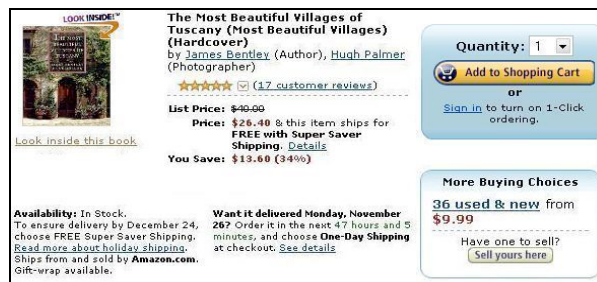 LOOK INSIDE!™
THE MOST
BEAUTIFUL
VILLAGES OF
TUSCANY
Look inside this book
The Most Beautiful Villages of
Tuscany (Most Beautiful Villages)
(Hardcover)
by James Bentley (Author), Hugh Palmer
(Photographer)
(17 customer reviews)
List Price: $40.00
Price: $26.40 & this item ships for
FREE with Super Saver
Shipping. Details
You Save: $13.60 (34%)
Availability: In Stock.
To ensure delivery by December 24,
choose FREE Super Saver Shipping.
Read more about holiday shipping.
Ships from and sold by Amazon.com.
Gift-wrap available.
Want it delivered Monday, November
26? Order it in the next 47 hours and 5
minutes, and choose One-Day Shipping
at checkout. See details
Quantity: 1
Add to Shopping Cart
or
Sign in to turn on 1-Click
ordering.
More Buying Choices
36 used & new from
$9.99
Have one to sell?
Sell yours here